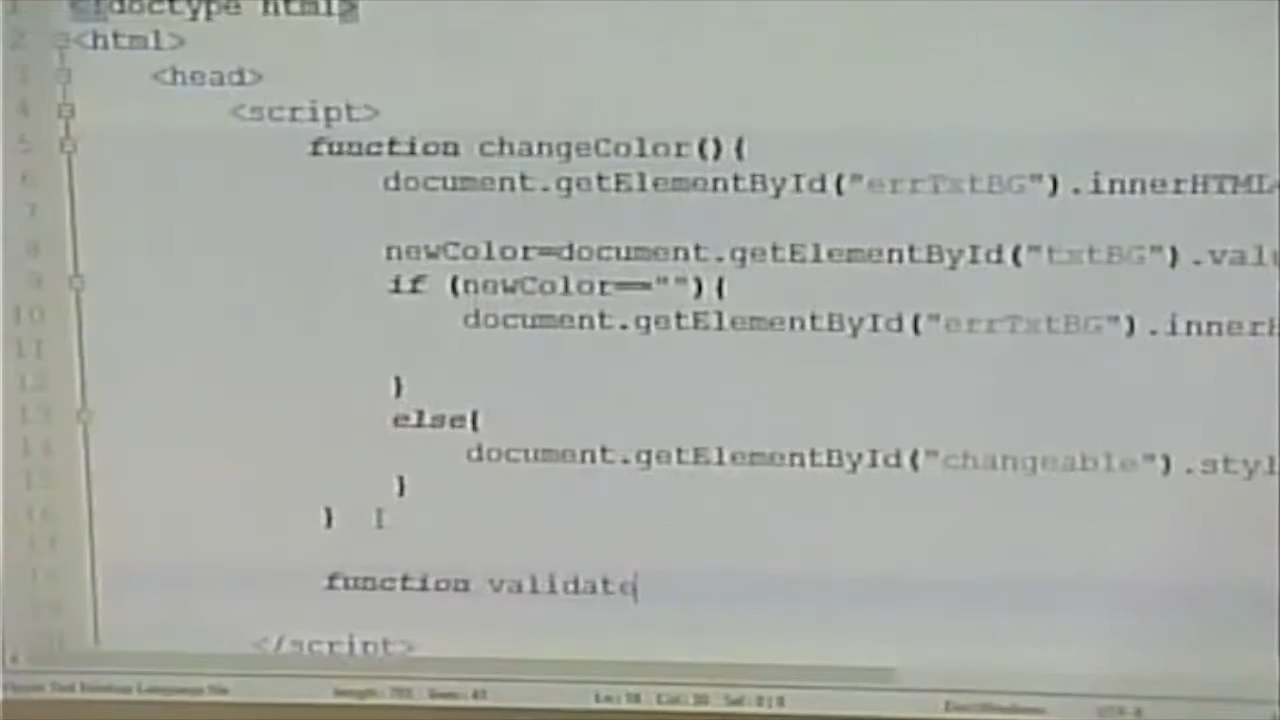 <!doctype html>
<html>
<head>
<script>
function changeColor(){
document.getElementById("errTxtBG").innerHTML
newColor=document.getElementById("txtBG").valu
if (newColor==""){
document.getElementById("errTxtBG").innerH
}
else{
document.getElementById("changeable").styl
}
}
function validate
</script>